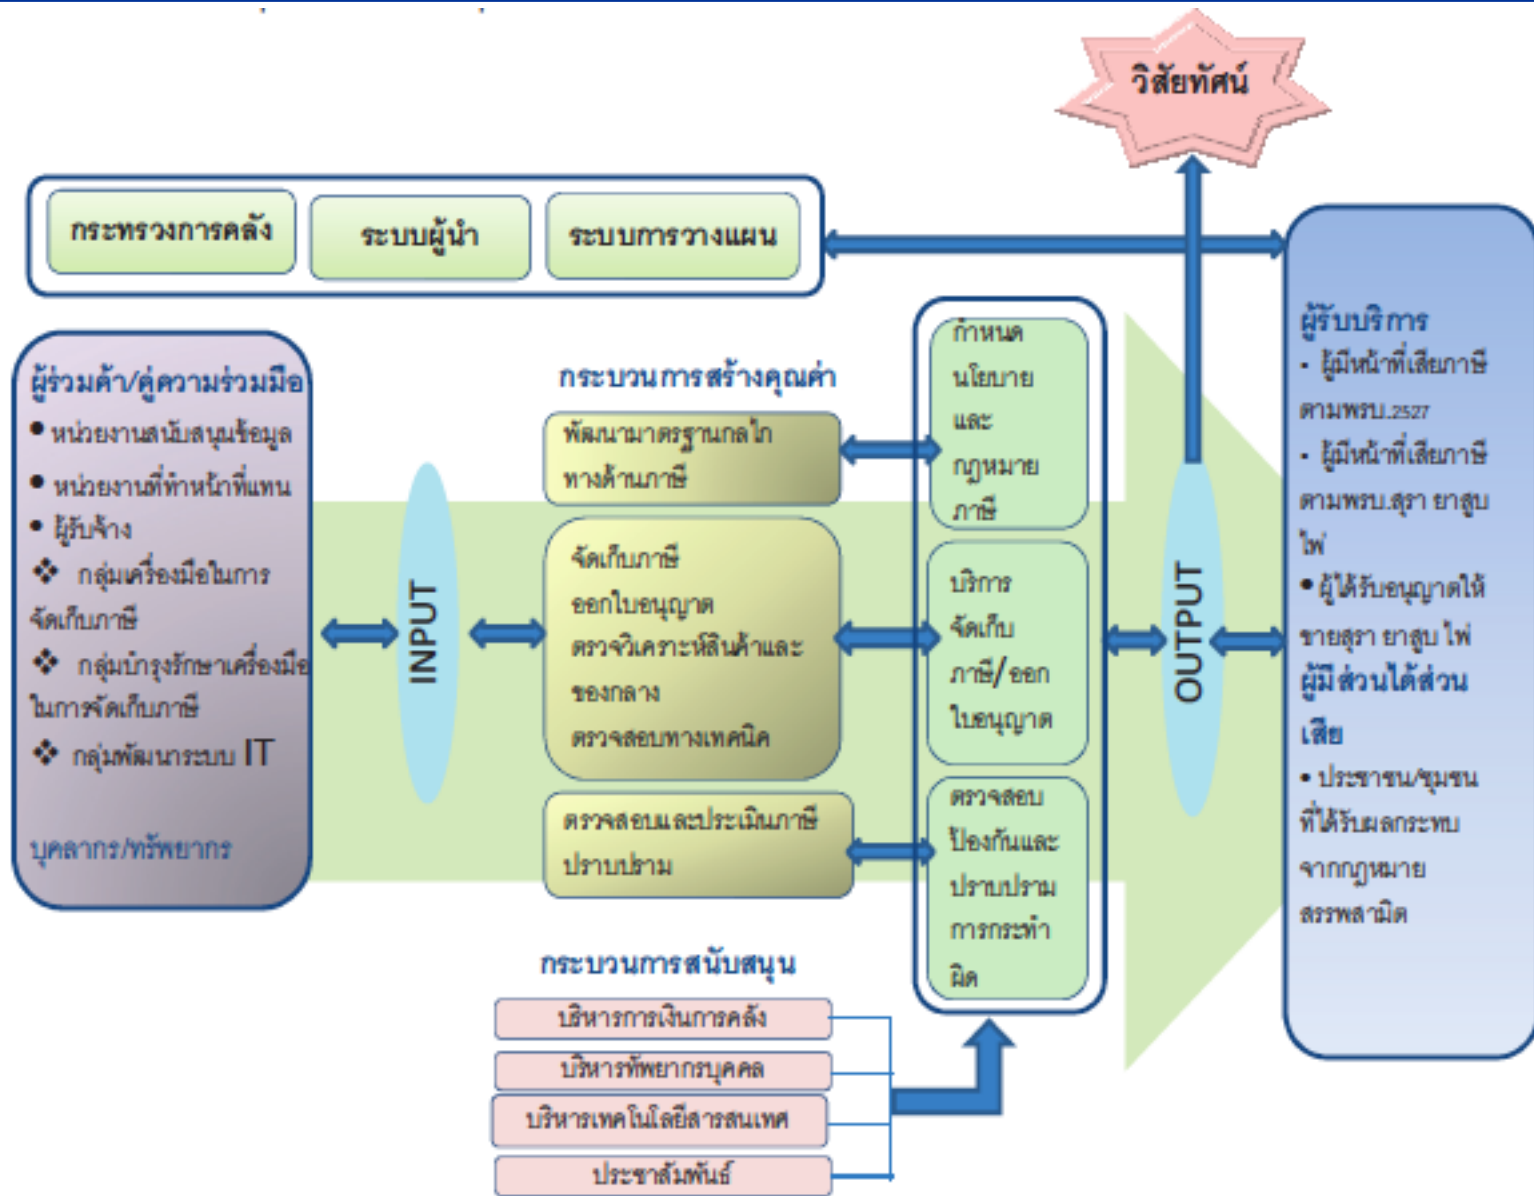 วิสัยทัศน์
กระทรวงการคลัง
ระบบผู้นำ
ระบบการวางแผน
ผู้ร่วมค้า/คู่ความร่วมมือ
• หน่วยงานสนับสนุนข้อมูล
• หน่วยงานที่ทำหน้าที่แทน
• ผู้รับจ้าง
❖ กลุ่มเครื่องมือในการ
จัดเก็บภาษี
❖ กลุ่มบำรุงรักษาเครื่องมือ
ในการจัดเก็บภาษี
❖ กลุ่มพัฒนาระบบ IT
บุคลากร/ทรัพยากร
INPUT
กระบวนการสร้างคุณค่า
พัฒนามาตรฐานกลไก
ทางด้านภาษี
จัดเก็บภาษี
ออกใบอนุญาต
ตรวจวิเคราะห์สินค้าและ
ของกลาง
ตรวจสอบทางเทคนิค
ตรวจสอบและประเมินภาษี
ปราบปราม
กำหนด
นโยบาย
และ
กฎหมาย
ภาษี
บริการ
จัดเก็บ
ภาษี/ออก
ใบอนุญาต
ตรวจสอบ
ป้องกันและ
ปราบปราม
การกระทำ
ผิด
กระบวนการสนับสนุน
บริหารการเงินการคลัง
บริหารทัพยากรบุคคล
บริหารเทคโนโลยีสารสนเทศ
ประชาสัมพันธ์
OUTPUT
ผู้รับบริการ
- ผู้มีหน้าที่เสียภาษี
ตามพรบ.2527
- ผู้มีหน้าที่เสียภาษี
ตามพรบ.สุรา ยาสูบ
ไพ่
• ผู้ได้รับอนุญาตให้
ขายสุรา ยาสูบ ไพ่
ผู้มีส่วนได้ส่วน
เสีย
• ประชาชน/ชุมชน
ที่ได้รับผลกระทบ
จากกฎหมาย
สรรพสามิต